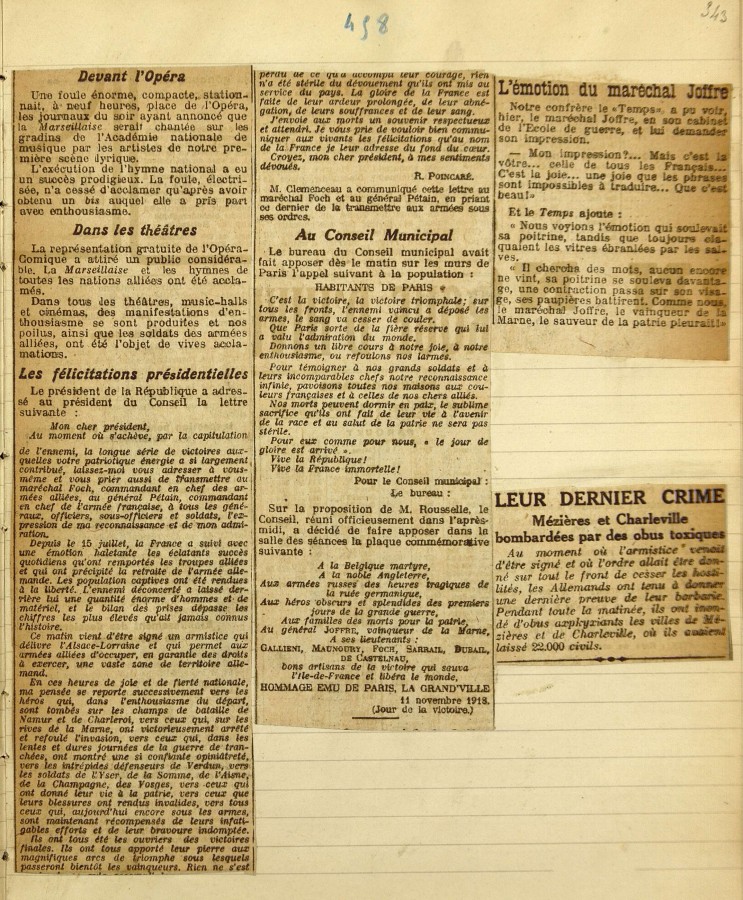 498
343
Devant l'Opéra
Une foule énorme, compacte, station-
nait, à neuf heures, place de l'Opéra,
les journaux du soir ayant annoncé que
la Marseillaise serait chantée sur les
gradins de l'Académie nationale de
musique par les artistes de notre pre-
mière scène lyrique.
L'exécution de l'hymne national a eu
un succès prodigieux. La foule, électri-
sée, n'a cessé d'acclamer qu'après avoir
obtenu un bis auquel elle a pris part
avec enthousiasme.
Dans les théâtres
La représentation gratuite de l'Opéra-
Comique a attiré un public considéra-
ble. La Marseillaise et les hymnes de
toutes les nations alliées ont été accla-
més.
Dans tous les théâtres, music-halls
et cinémas, des manifestations d'en-
thousiasme se sont produites et nos
poilus, ainsi que les soldats des armées
alliées, ont été l'objet de vives accla-
mations.
Les félicitations présidentielles
Le président de la République a adres-
sé au président du Conseil la lettre
suivante :
Mon cher président,
Au moment où s'achève, par la capitulation
de l'ennemi, la longue série de victoires aux-
quelles votre patriotique énergie a si largement
contribué, laissez-moi vous adresser à vous-
même et vous prier aussi de transmettre au
maréchal Foch, commandant en chef des ar-
mées alliées, au général Pétain, commandant
en chef de l'armée française, à tous les géné-
raux, officiers, sous-officiers et soldats, l'ex-
pression de ma reconnaissance et de mon admi-
ration.
Depuis le 15 juillet, la France a suivi avec
une émotion haletante les éclatants succès
quotidiens qu'ont remportés les troupes alliées
et qui ont précipité la retraite de l'armée alle-
mande. Les population captives ont été rendues
à la liberté. L'ennemi déconcerté a laissé der-
rière lui une quantité énorme d'hommes et de
matériel, et le bilan des prises dépasse les
chiffres les plus élevés qu'ait jamais connus
l'histoire.
Ce matin vient d'être signé un armistice qui
délivre l'Alsace-Lorraine et qui permet aux
armées alliées d'occuper, en garantie des droits
à exercer, une vaste zone de territoire alle-
mand.
En ces heures de joie et de fierté nationale,
ma pensée se reporte successivement vers les
héros qui, dans l'enthousiasme du départ,
sont tombés sur les champs de bataille de
Namur et de Charleroi, vers ceux qui, sur les
rives de la Marne, ont victorieusement arrêté
et refoulé l'invasion, vers ceux qui, dans les
lentes et dures journées de la guerre de tran-
chées, ont montré une si confiante opiniâtreté,
vers les intrépides défenseurs de Verdun, vers
les soldats de l'Yser, de la Somme, de l'Aisne,
de la Champagne, des Vosges, vers ceux qui
ont donné leur vie à la patrie, vers ceux que
leurs blessures ont rendus invalides, vers tous
ceux qui, aujourd'hui encore sous les armes,
sont maintenant récompensés de leurs infati-
gables efforts et de leur bravoure indomptée.
Ils ont tous été les ouvriers des victoires
finales. Ils ont tous apporté leur pierre aux
magnifiques arcs de triomphe sous lesquels
passeront bientôt les vainqueurs. Rien ne s'est
perdu de ce qu'a accompli leur courage, rien
n'a été stérile du dévouement qu'ils ont mis au
service du pays. La gloire de la France est
faite de leur ardeur prolongée, de leur abné-
gation, de leurs souffrances et de leur sang.
J'envoie aux morts un souvenir respectueux
et attendri. Je vous prie de vouloir bien commu-
niquer aux vivants les félicitations qu'au nom
de la France je leur adresse du fond du cœur.
Croyez, mon cher président, à mes sentiments
dévoués.
R. POINCARÉ.
M. Clemenceau a communiqué cette lettre au
maréchal Foch et au général Pétain, en priant
ce dernier de la transmettre aux armées sous
ses ordres.
Au Conseil Municipal
Le bureau du Conseil municipal avait
fait apposer dès le matin sur les murs de
Paris l'appel suivant à la population :
HABITANTS DE PARIS
C'est la victoire, la victoire triomphale; sur
tous les fronts, l'ennemi vaincu a déposé les
armes, le sang va cesser de couler.
Que Paris sorte de la fière réserve qui lui
a valu l'admiration du monde.
Donnons un libre cours à notre joie, à notre
enthousiasme, ou refoulons nos larmes.
Pour témoigner à nos grands soldats et à
leurs incomparables chefs notre reconnaissance
infinie, pavoisons toutes nos maisons aux cou-
leurs françaises et à celles de nos chers alliés.
Nos morts peuvent dormir en paix, le sublime
sacrifice qu'ils ont fait de leur vie à l'avenir
de la race et au salut de la patrie ne sera pas
stérile.
Pour eux comme pour nous, « le jour de
gloire est arrivé ».
Vive la République!
Vive la France immortelle!
Pour le Conseil municipal :
Le bureau :
Sur la proposition de M. Rousselle, le
Conseil, réuni officieusement dans l'après-
midi, a décidé de faire apposer dans la
salle des séances la plaque commémorative
suivante :
A la Belgique martyre,
A la noble Angleterre,
Aux armées russes des heures tragiques de
la ruée germanique,
Aux héros obscurs et splendides des premiers
jours de la grande guerre,
Aux familles des morts pour la patrie,
Au général JOFFRE, vainqueur de la Marne,
A ses lieutenants :
GALLIENI, MAUNOURY, FOCH, SARRAIL, DUBAIL,
DE CASTELNAU,
bons artisans de la victoire qui sauva
l'Ile-de-France et libéra le monde,
HOMMAGE EMU DE PARIS, LA GRAND'VILLE
11 novembre 1918.
(Jour de la victoire.)
L'émotion du maréchal Joffre
Notre confrère le «Temps», a pu voir,
hier, le maréchal Joffre, en son cabinet
de l'Ecole de guerre, et lui demander
son impression.
— Mon impression?... Mais c'est la
vôtre... celle de tous les Français...
C'est la joie... une joie que les phrases
sont impossibles à traduire... Que c'est
beau!»
Et le Temps ajoute :
« Nous voyions l'émotion qui soulevait
sa poitrine, tandis que toujours cla-
quaient les vitres ébranlées par les sal-
ves.
« Il chercha des mots, aucun encore
ne vint, sa poitrine se souleva davanta-
ge, une contraction passa sur son visa-
ge, ses paupières battirent. Comme nous,
le maréchal Joffre, le vainqueur de la
Marne, le sauveur de la patrie pleurait!»
LEUR DERNIER CRIME
Mézières et Charleville
bombardées par des obus toxiques
Au moment où l'armistice venait
d'être signé et où l'ordre allait être don-
né sur tout le front de cesser les hosti-
lités, les Allemands ont tenu à donner
une dernière preuve de leur barbarie.
Pendant toute la matinée, ils ont inon-
dé d'obus asphyxiants les villes de Mé-
zières et de Charleville, où ils avaient
laissé 22.000 civils.